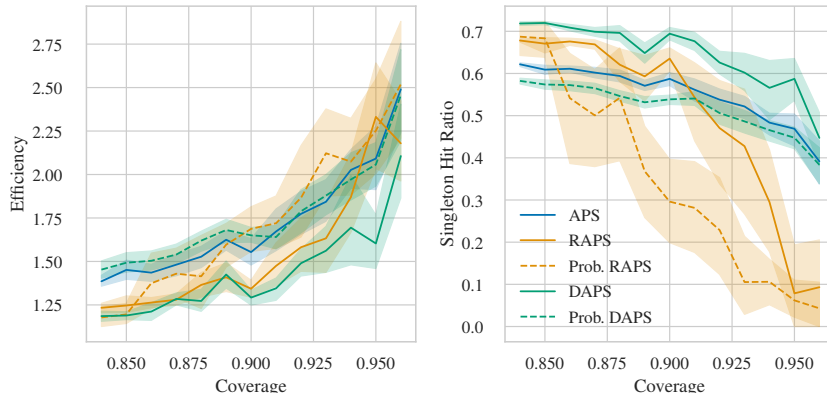 2.75
2.50
2.25
2.00
1.75
1.50
1.25
Efficiency
0.850
0.875
0.900
0.925
0.950
Coverage
0.7
0.6
0.5
0.4
0.3
0.2
0.1
0.0
Singleton Hit Ratio
APS
RAPS
Prob. RAPS
DAPS
Prob. DAPS
0.850
0.875
0.900
0.925
0.950
Coverage